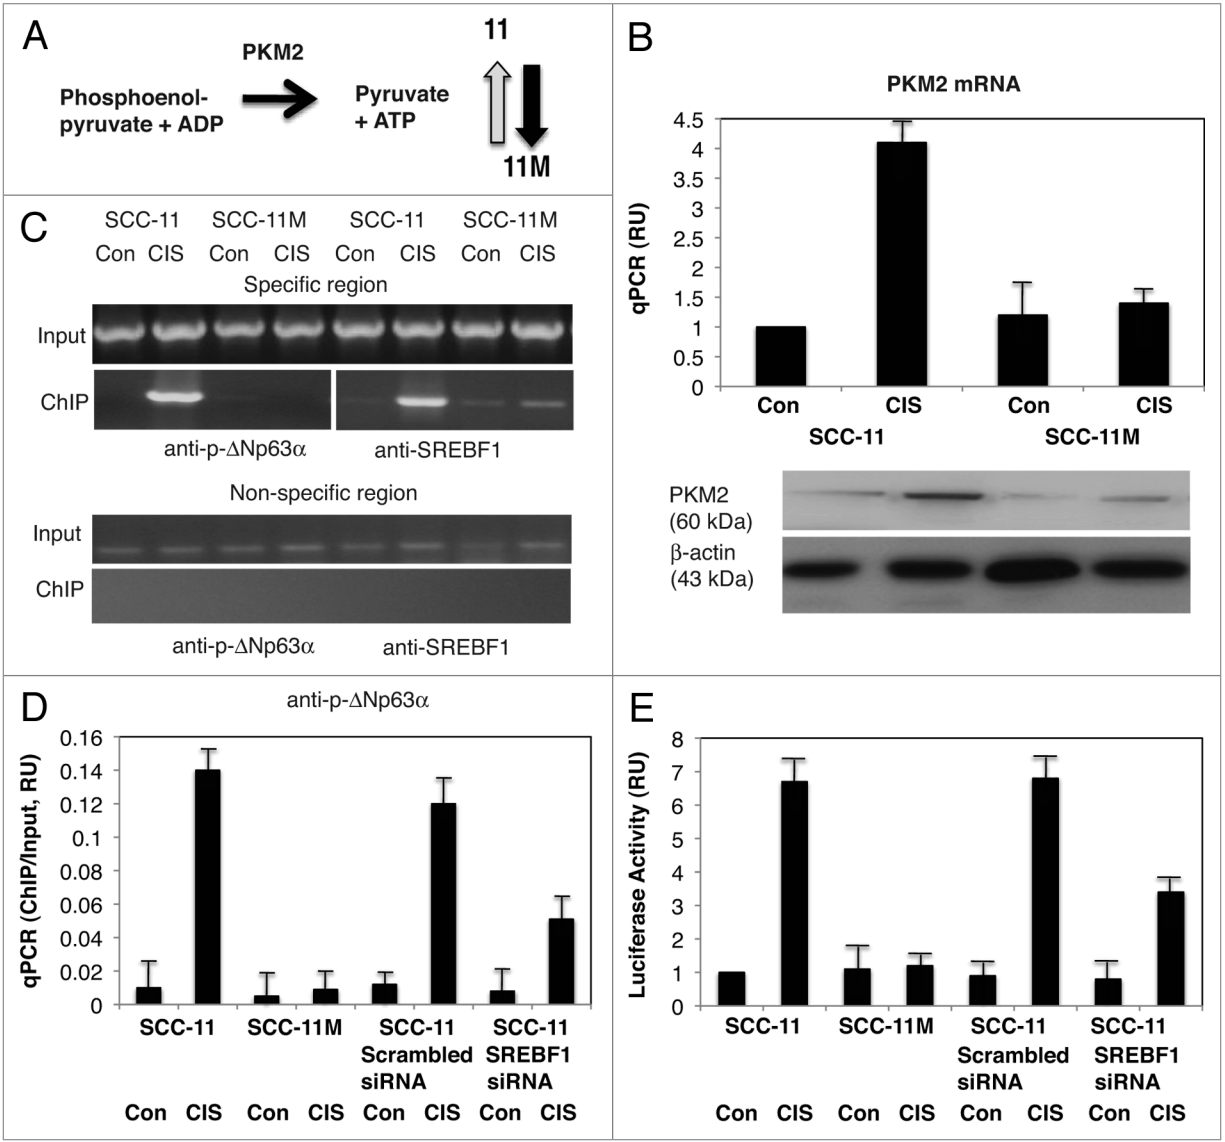 A
PKM2
Phosphoenol-
pyruvate + ADP
Pyruvate
+ ATP
11
11M
B
PKM2 mRNA
qPCR (RU)
4.5
4
3.5
3
2.5
2
1.5
1
0.5
0
Con CIS Con CIS
SCC-11 SCC-11M
PKM2
(60 kDa)
β-actin
(43 kDa)
C
SCC-11 SCC-11M SCC-11 SCC-11M
Con CIS Con CIS Con CIS Con CIS
Specific region
Input
ChIP
anti-p-ΔNp63α anti-SREBF1
Non-specific region
Input
ChIP
anti-p-ΔNp63α anti-SREBF1
D
anti-p-ΔNp63α
qPCR (ChIP/Input, RU)
0.16
0.14
0.12
0.1
0.08
0.06
0.04
0.02
0
SCC-11 SCC-11M SCC-11 SCC-11
Scrambled SREBF1
siRNA siRNA
Con CIS Con CIS Con CIS Con CIS
E
Luciferase Activity (RU)
8
7
6
5
4
3
2
1
0
SCC-11 SCC-11M SCC-11 SCC-11
Scrambled SREBF1
siRNA siRNA
Con CIS Con CIS Con CIS Con CIS